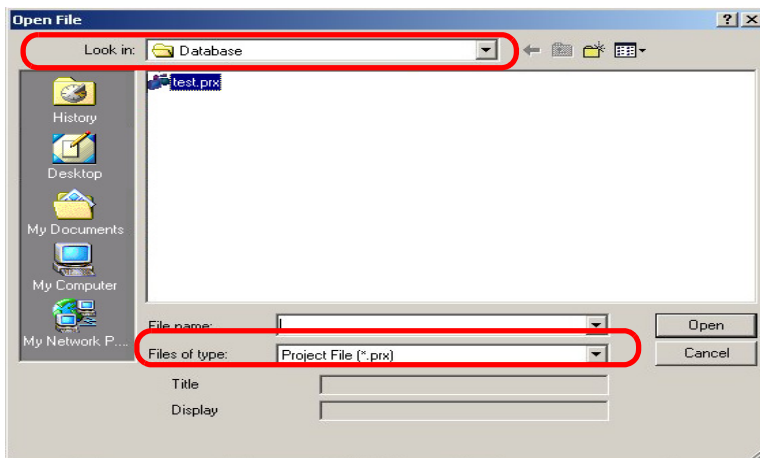 Open File
Look in: Database
test.prx
History
Desktop
My Documents
My Computer
My Network P...
File name:
Open
Files of type: Project File (*.prx)
Cancel
Title
Display